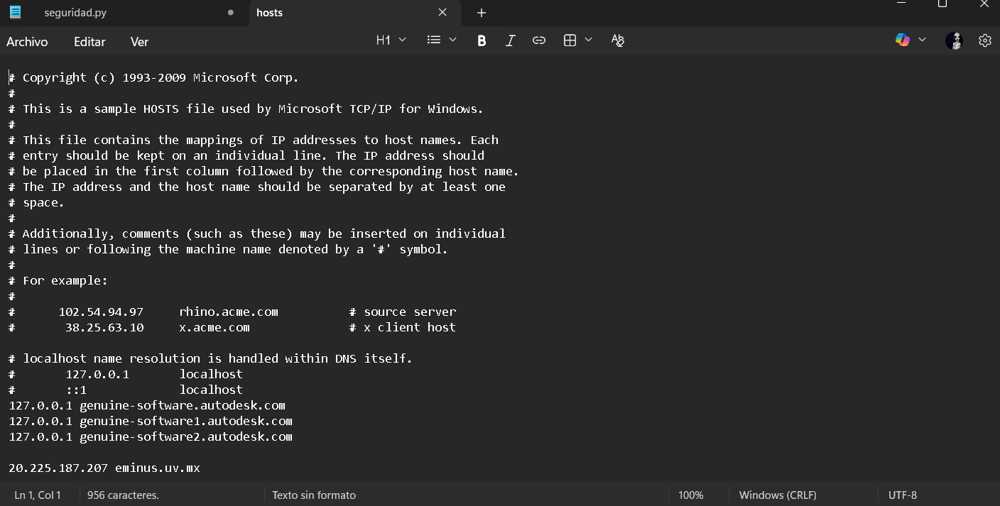 seguridad.py
hosts
Archivo Editar Ver
H1
# Copyright (c) 1993-2009 Microsoft Corp.
#
# This is a sample HOSTS file used by Microsoft TCP/IP for Windows.
#
# This file contains the mappings of IP addresses to host names. Each
# entry should be kept on an individual line. The IP address should
# be placed in the first column followed by the corresponding host name.
# The IP address and the host name should be separated by at least one
# space.
#
# Additionally, comments (such as these) may be inserted on individual
# lines or following the machine name denoted by a '#' symbol.
#
# For example:
#
#      102.54.94.97     rhino.acme.com          # source server
#       38.25.63.10     x.acme.com              # x client host

# localhost name resolution is handled within DNS itself.
#       127.0.0.1       localhost
#       ::1             localhost
127.0.0.1 genuine-software.autodesk.com
127.0.0.1 genuine-software1.autodesk.com
127.0.0.1 genuine-software2.autodesk.com

20.225.187.207 eminus.uv.mx
Ln 1, Col 1 956 caracteres. Texto sin formato 100% Windows (CRLF) UTF-8